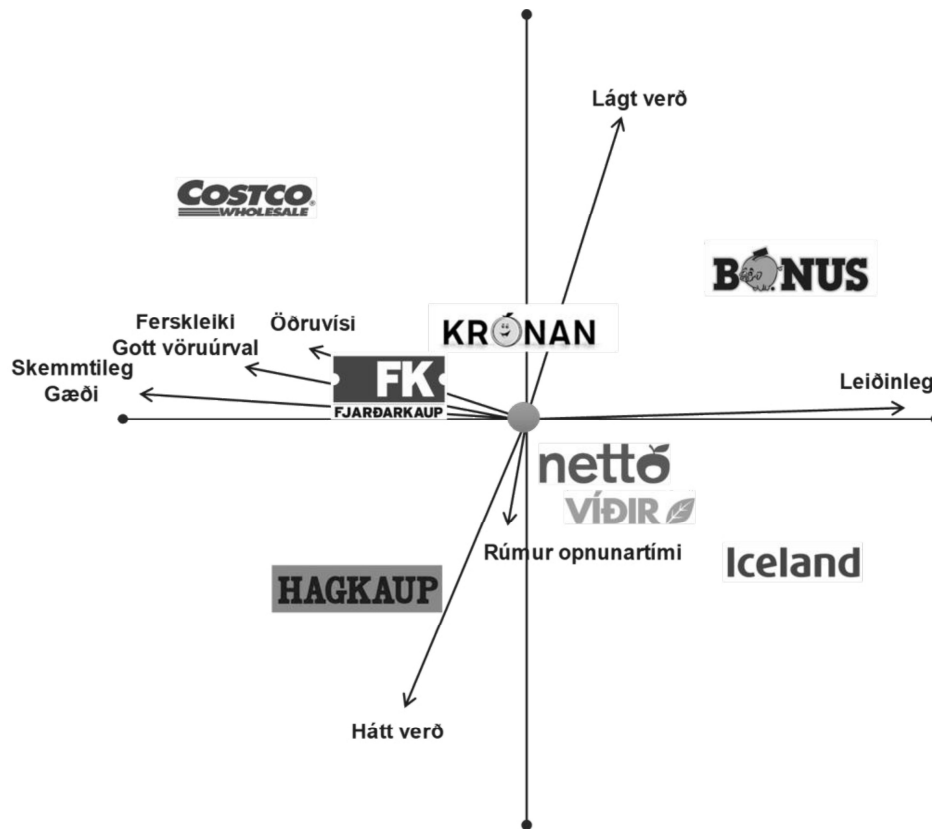 Lágt verð
COSTCO
WHOLESALE
BÓNUS
Ferskleiki
Gott vöruúrval
Öðruvísi
KRÓNAN
Skemmtileg
Gæði
FK
FJARÐARKAUP
Leiðinleg
nettó
VÍÐIR
Rúmur opnunartími
Iceland
HAGKAUP
Hátt verð